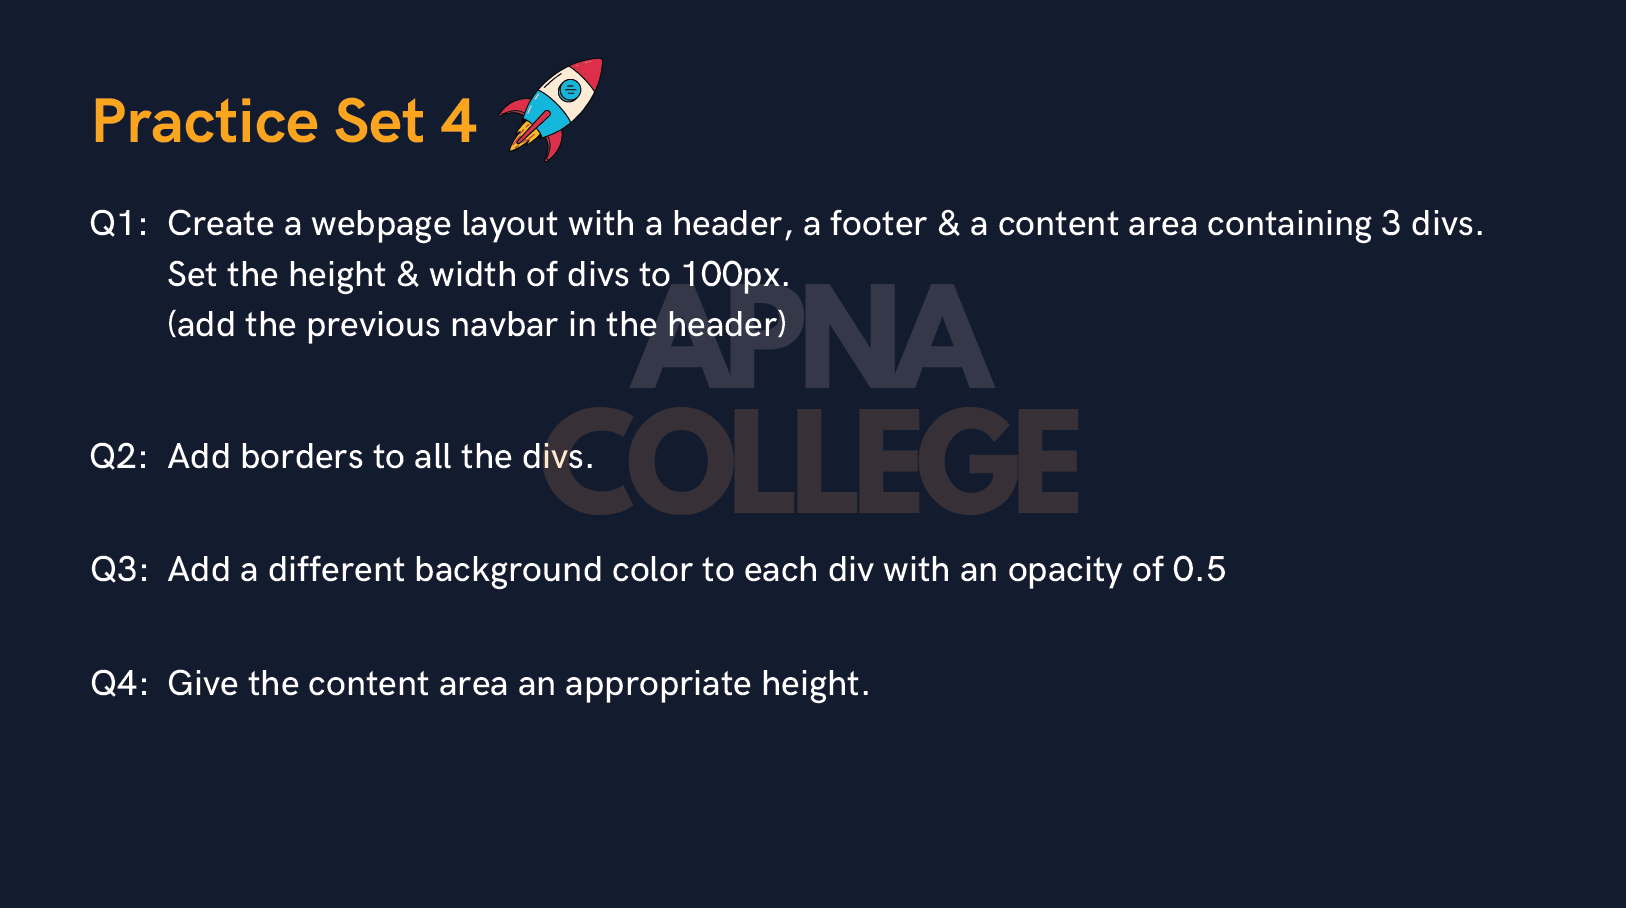 Practice Set 4
Q1: Create a webpage layout with a header, a footer & a content area containing 3 divs.
Set the height & width of divs to 100px.
(add the previous navbar in the header)
APNA
COLLEGE
Q2: Add borders to all the divs.
Q3: Add a different background color to each div with an opacity of 0.5
Q4: Give the content area an appropriate height.